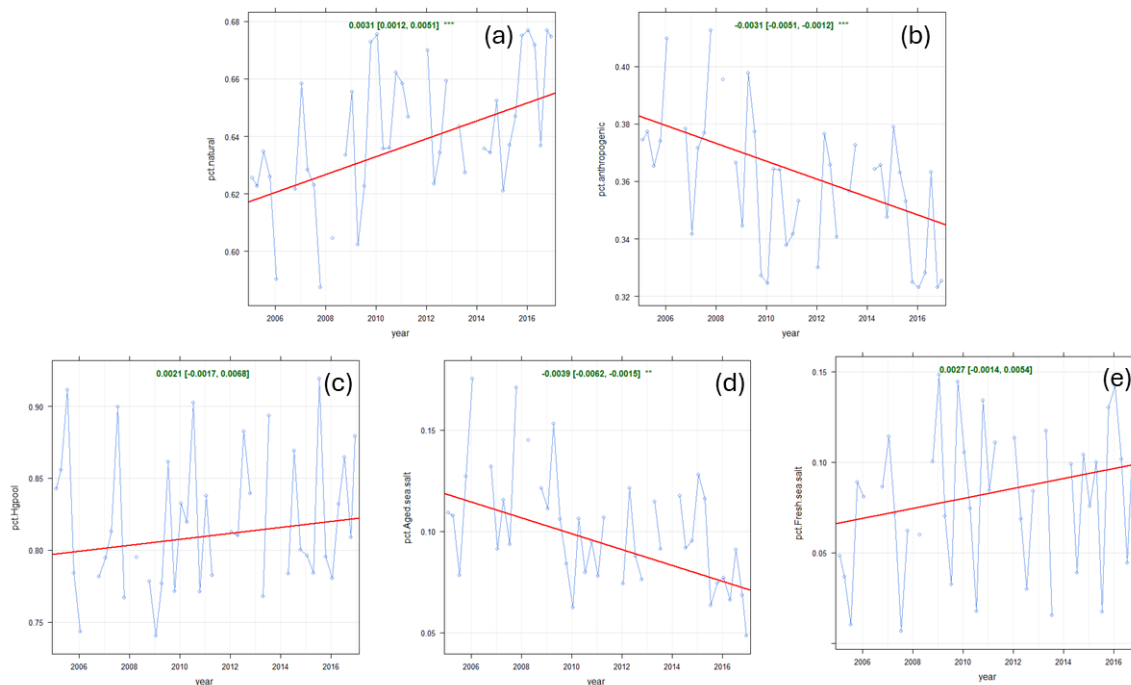 0.0031 [0.0012, 0.0051] ***
(a)
pct.natural
0.68
0.66
0.64
0.62
0.60
2006 2008 2010 2012 2014 2016
year
-0.0031 [-0.0051, -0.0012] ***
(b)
pct.anthropogenic
0.40
0.38
0.36
0.34
0.32
2006 2008 2010 2012 2014 2016
year
0.0021 [-0.0017, 0.0068]
(c)
pct.Hgpool
0.90
0.85
0.80
0.75
2006 2008 2010 2012 2014 2016
year
-0.0039 [-0.0062, -0.0015] **
(d)
pct.Aged.sea.salt
0.15
0.10
0.05
2006 2008 2010 2012 2014 2016
year
0.0027 [-0.0014, 0.0054]
(e)
pct.Fresh.sea.salt
0.15
0.10
0.05
2006 2008 2010 2012 2014 2016
year